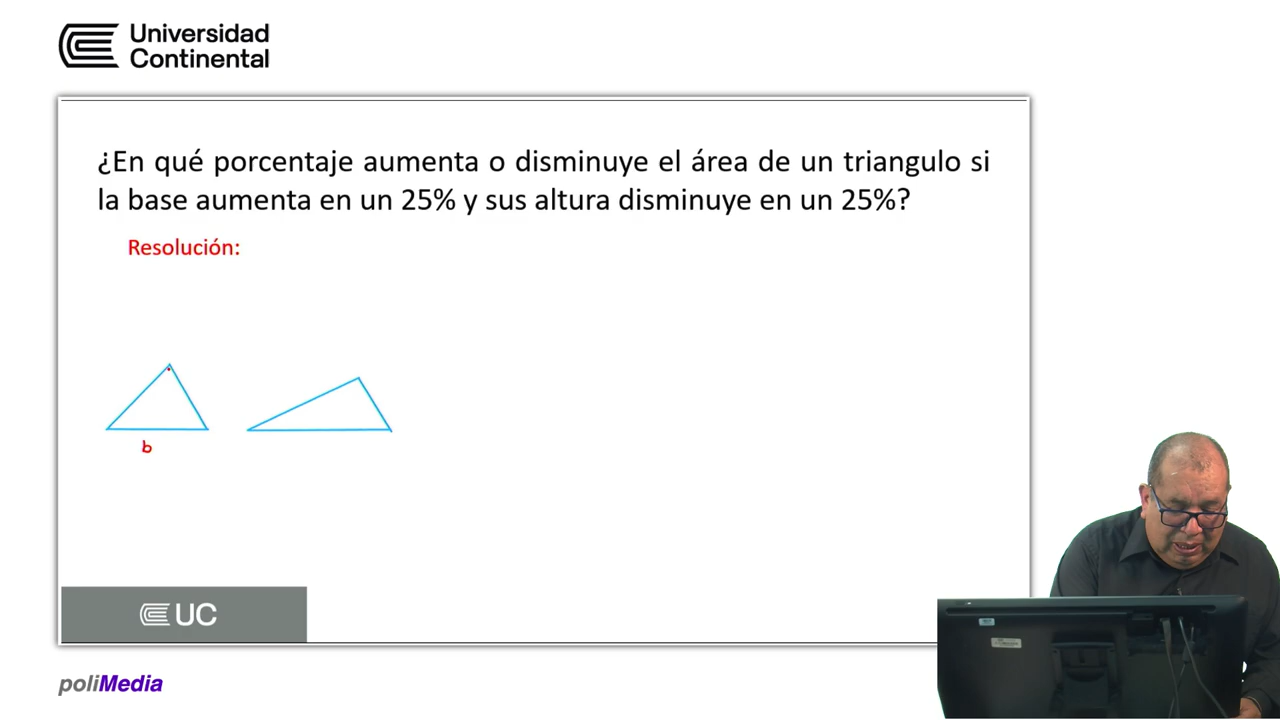 Universidad
Continental
¿En qué porcentaje aumenta o disminuye el área de un triangulo si
la base aumenta en un 25% y sus altura disminuye en un 25%?
Resolución:
b
UC
poliMedia